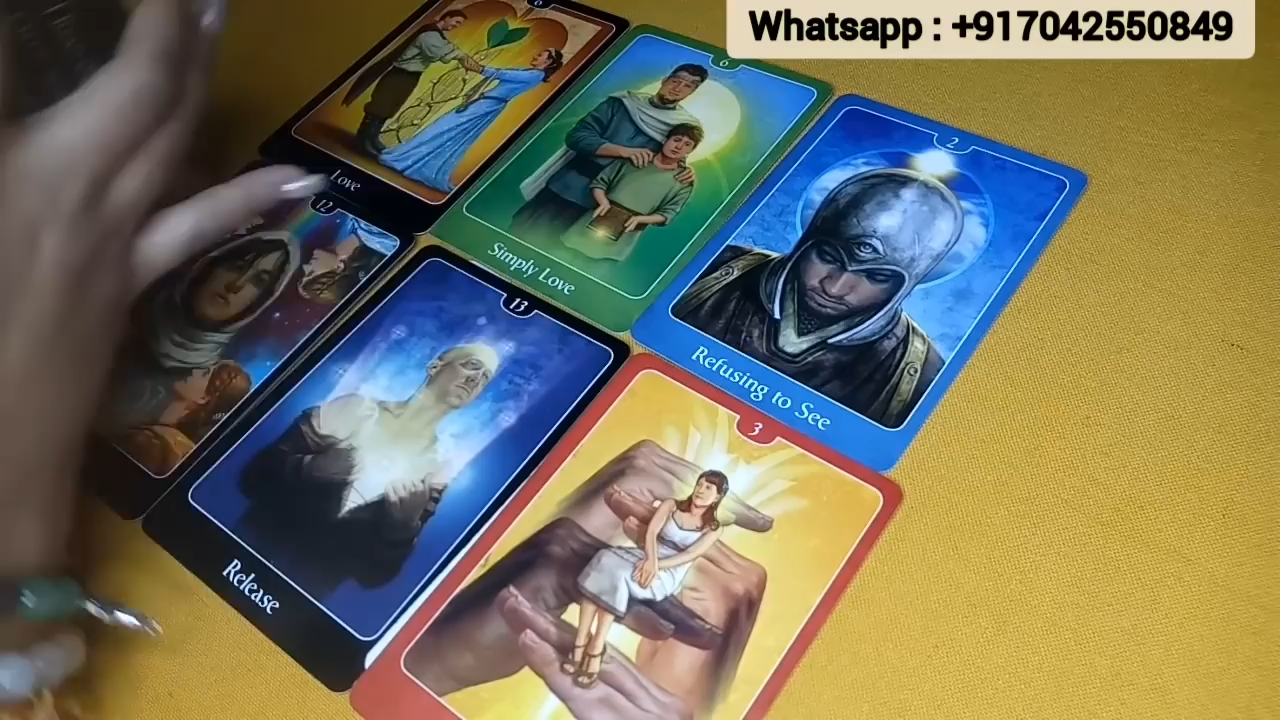 Whatsapp : +917042550849
6
2
Love
12
Simply Love
13
Refusing to See
3
Release